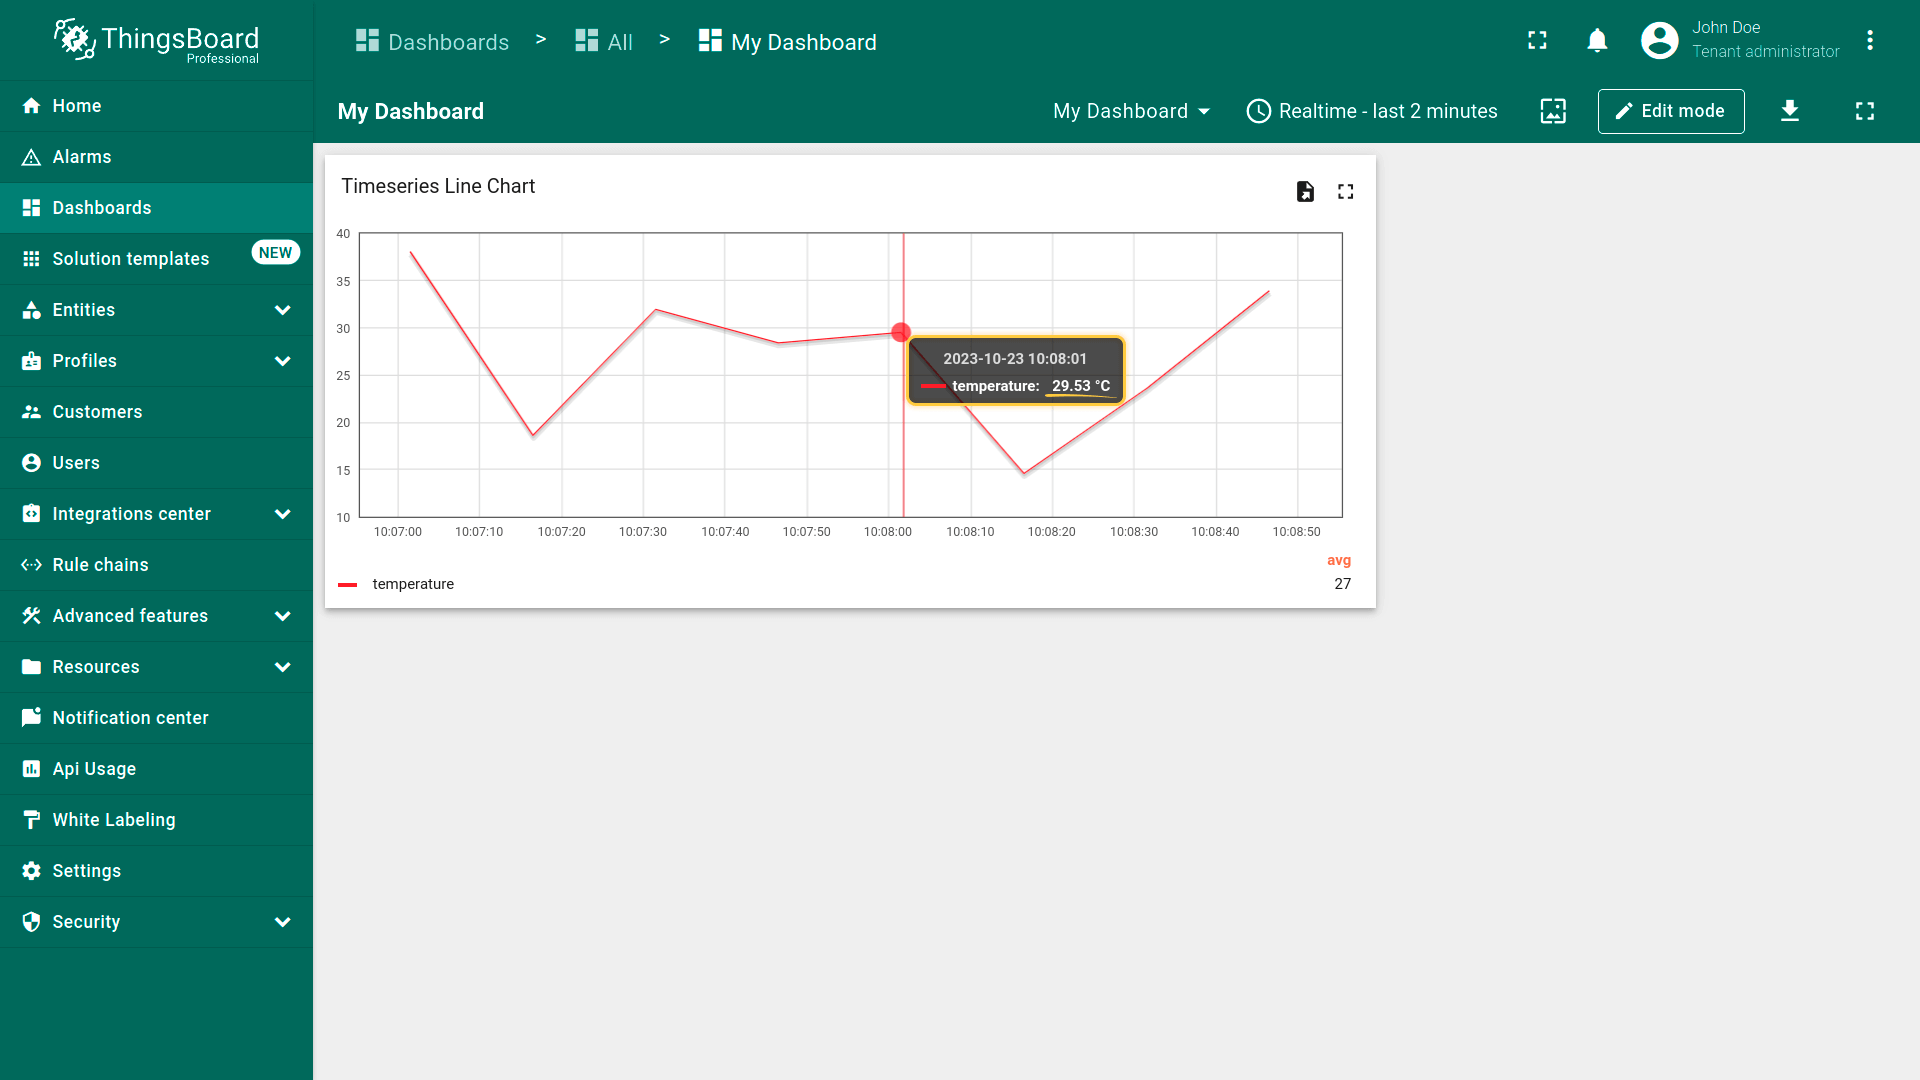 ThingsBoard
Professional
Home
Alarms
Dashboards
Solution templates NEW
Entities
Profiles
Customers
Users
Integrations center
Rule chains
Advanced features
Resources
Notification center
Api Usage
White Labeling
Settings
Security
Dashboards > All > My Dashboard
John Doe
Tenant administrator
My Dashboard
My Dashboard
Realtime - last 2 minutes
Edit mode
Timeseries Line Chart
40
35
30
25
20
15
10
2023-10-23 10:08:01
temperature: 29.53 °C
10:07:00 10:07:10 10:07:20 10:07:30 10:07:40 10:07:50 10:08:00 10:08:10 10:08:20 10:08:30 10:08:40 10:08:50
avg
temperature 27